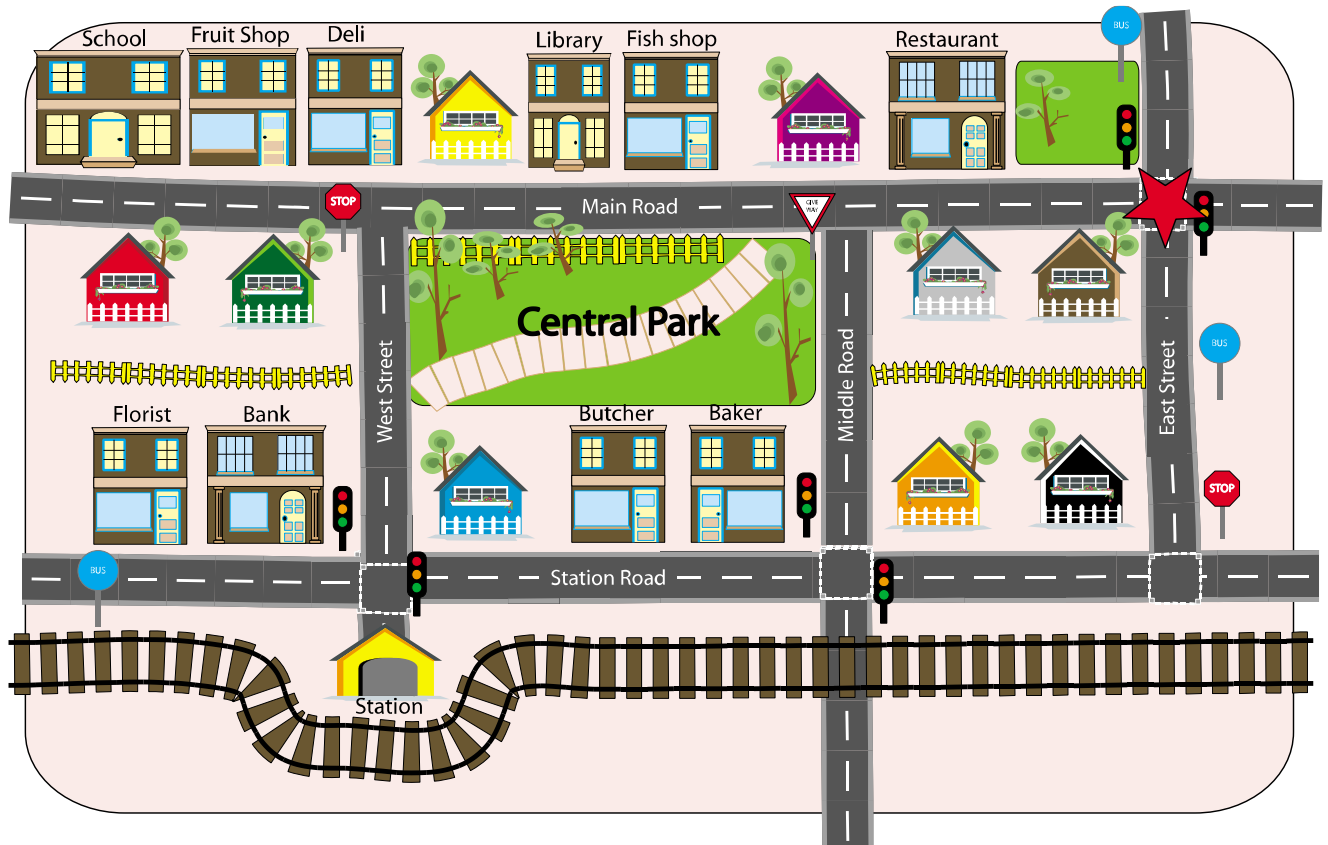 School
Fruit Shop
Deli
Library
Fish shop
Restaurant
BUS
STOP
Main Road
GIVE
WAY
Central Park
West Street
Middle Road
East Street
BUS
Florist
Bank
Butcher
Baker
STOP
BUS
Station Road
Station